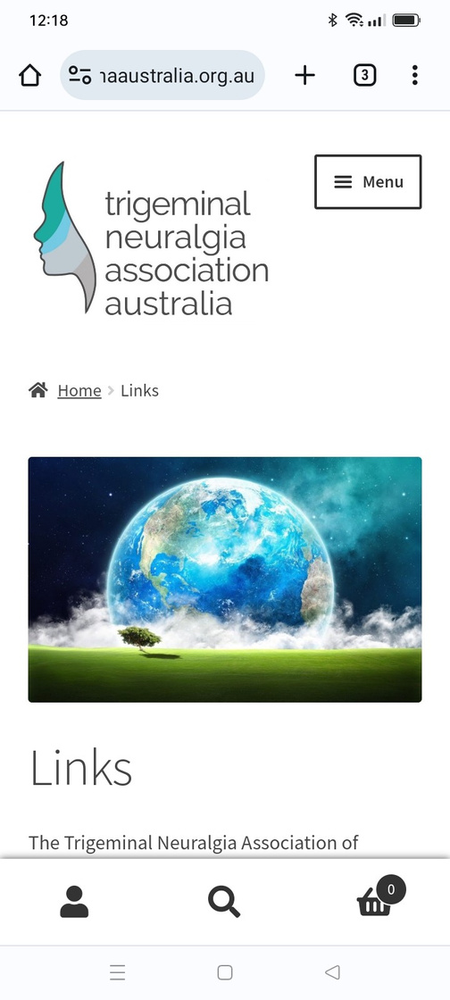 12:18
naaustralia.org.au
3
Menu
trigeminal
neuralgia
association
australia
Home
Links
Links
The Trigeminal Neuralgia Association of
0